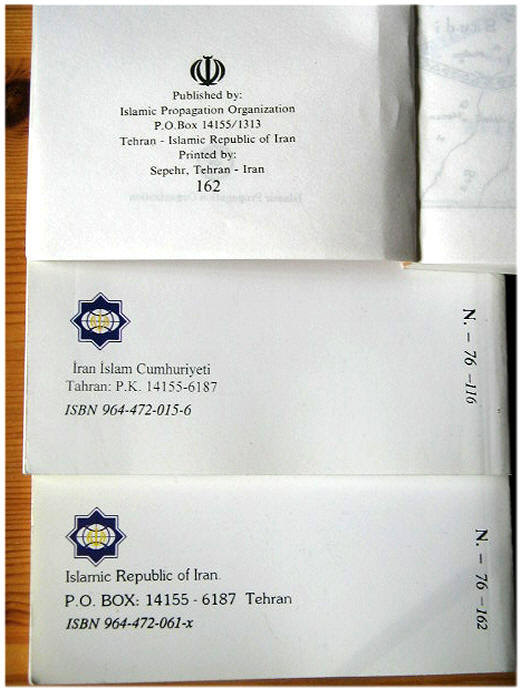 Published by:
Islamic Propagation Organization
P.O.Box 14155/1313
Tehran - Islamic Republic of Iran
Printed by:
Sepehr, Tehran - Iran
162
Saudi
İran İslam Cumhuriyeti
Tahran: P.K. 14155-6187
ISBN 964-472-015-6
N. – 76 –116
Islamic Republic of Iran
P.O. BOX: 14155 - 6187 Tehran
ISBN 964-472-061-x
N. – 76 –162